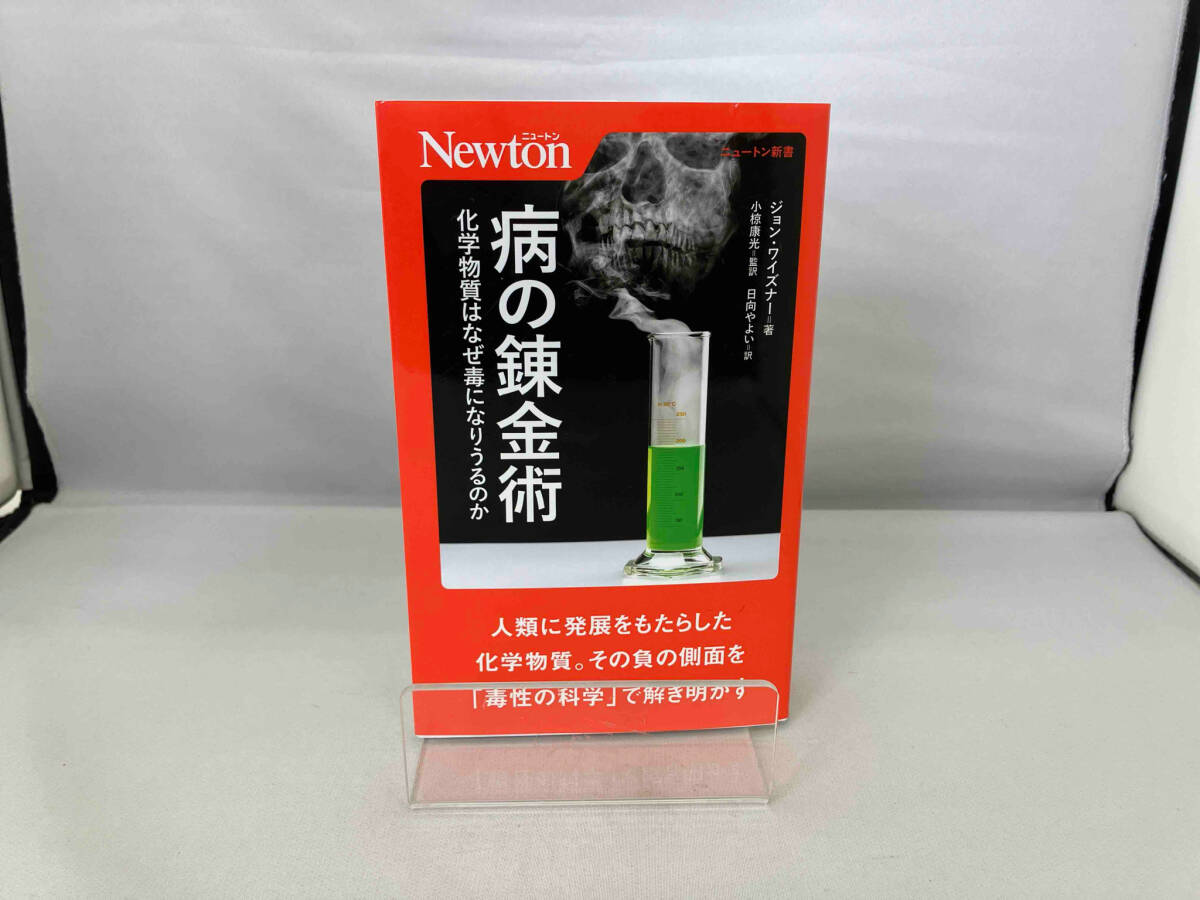 ニュートン
Newton
ニュートン新書
ジョン・ワイズナー=著
小椋康光=監訳 日向やよい=訳
病の錬金術
化学物質はなぜ毒になりうるのか
人類に発展をもたらした
化学物質。その負の側面を
「毒性の科学」で解き明かす